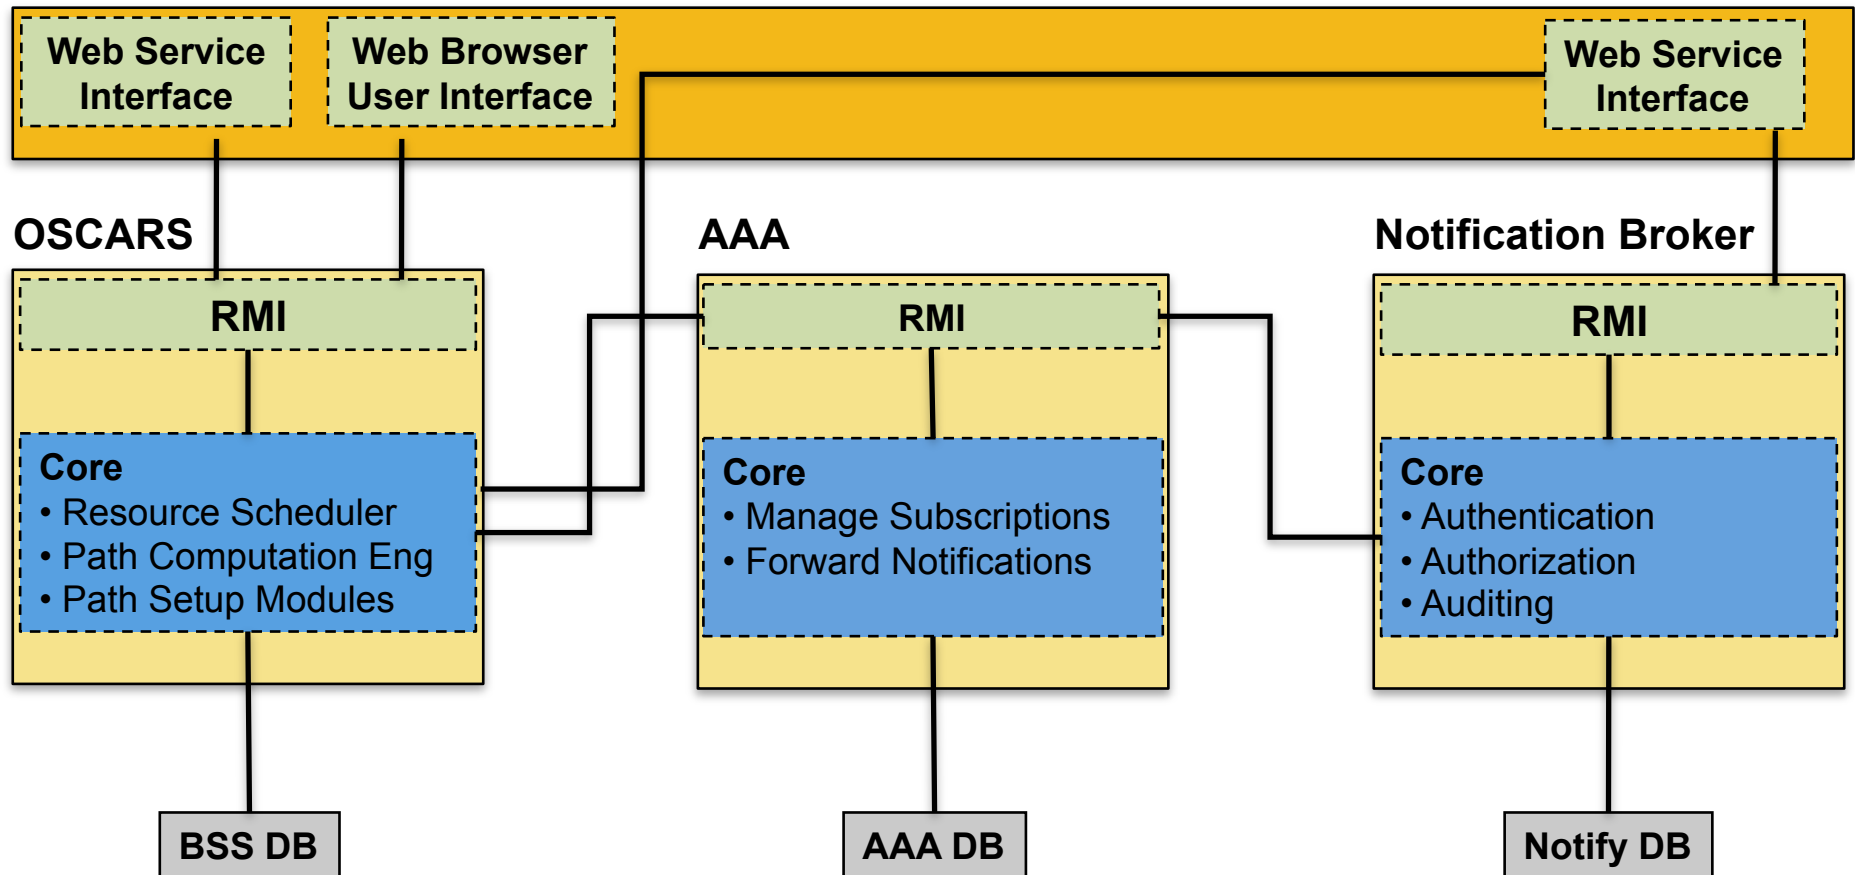 Web Service
Interface
Web Browser
User Interface
Web Service
Interface
OSCARS
AAA
Notification Broker
RMI
RMI
RMI
Core
• Resource Scheduler
• Path Computation Eng
• Path Setup Modules
Core
• Manage Subscriptions
• Forward Notifications
Core
• Authentication
• Authorization
• Auditing
BSS DB
AAA DB
Notify DB